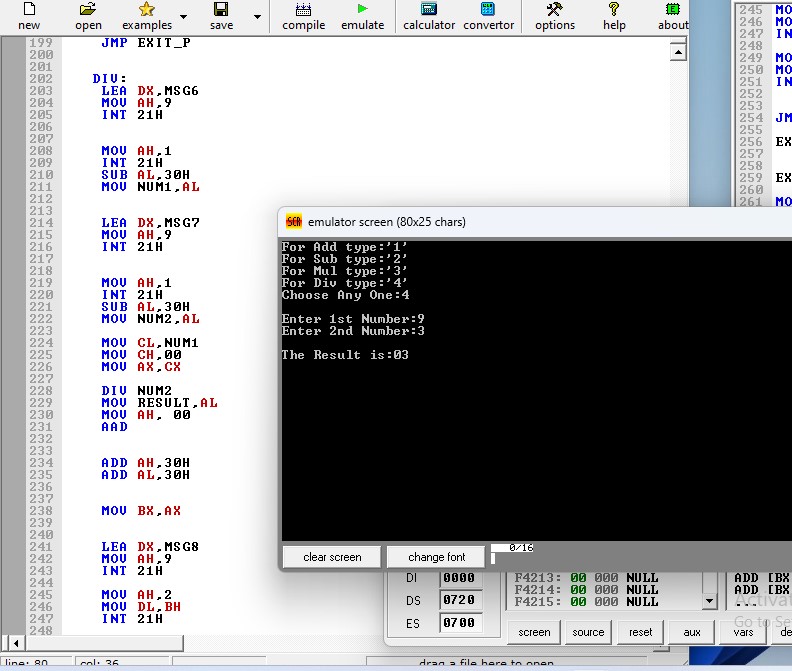 new open examples save compile emulate calculator convertor options help about
199 JMP EXIT_P
200
201
202 DIV:
203 LEA DX,MSG6
204 MOV AH,9
205 INT 21H
206
207
208 MOV AH,1
209 INT 21H
210 SUB AL,30H
211 MOV NUM1,AL
212
213
214 LEA DX,MSG7
215 MOV AH,9
216 INT 21H
217
218
219 MOV AH,1
220 INT 21H
221 SUB AL,30H
222 MOV NUM2,AL
223
224 MOV CL,NUM1
225 MOV CH,00
226 MOV AX,CX
227
228 DIV NUM2
229 MOV RESULT,AL
230 MOV AH, 00
231 AAD
232
233
234 ADD AH,30H
235 ADD AL,30H
236
237
238 MOV BX,AX
239
240
241 LEA DX,MSG8
242 MOV AH,9
243 INT 21H
244
245 MOV AH,2
246 MOV DL,BH
247 INT 21H
248
line: 80 col: 36 drag a file here to open
245 MO
246 MO
247 IN
248
249 MO
250 MO
251 IN
252
253
254 JM
255
256 EX
257
258
259 EX
260
261 MO
SCR emulator screen (80x25 chars)
For Add type:'1'
For Sub type:'2'
For Mul type:'3'
For Div type:'4'
Choose Any One:4
Enter 1st Number:9
Enter 2nd Number:3
The Result is:03
clear screen change font 0/16
DI 0000
DS 0720
ES 0700
F4213: 00 000 NULL
F4214: 00 000 NULL
F4215: 00 000 NULL
ADD [BX
ADD [BX
...
Activa
Go to Se
screen source reset aux vars de